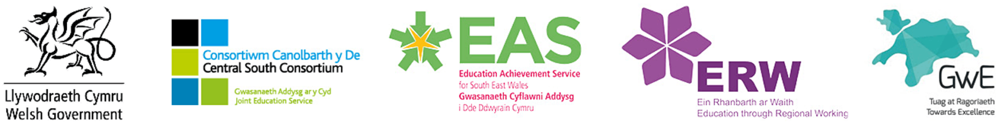 Llywodraeth Cymru
Welsh Government
Consortiwm Canolbarth y De
Central South Consortium
Gwasanaeth Addysg ar y Cyd
Joint Education Service
EAS
Education Achievement Service
for South East Wales
Gwasanaeth Cyflawni Addysg
i Dde Ddwyrain Cymru
ERW
Ein Rhanbarth ar Waith
Education through Regional Working
GwE
Tuag at Ragoriaeth
Towards Excellence